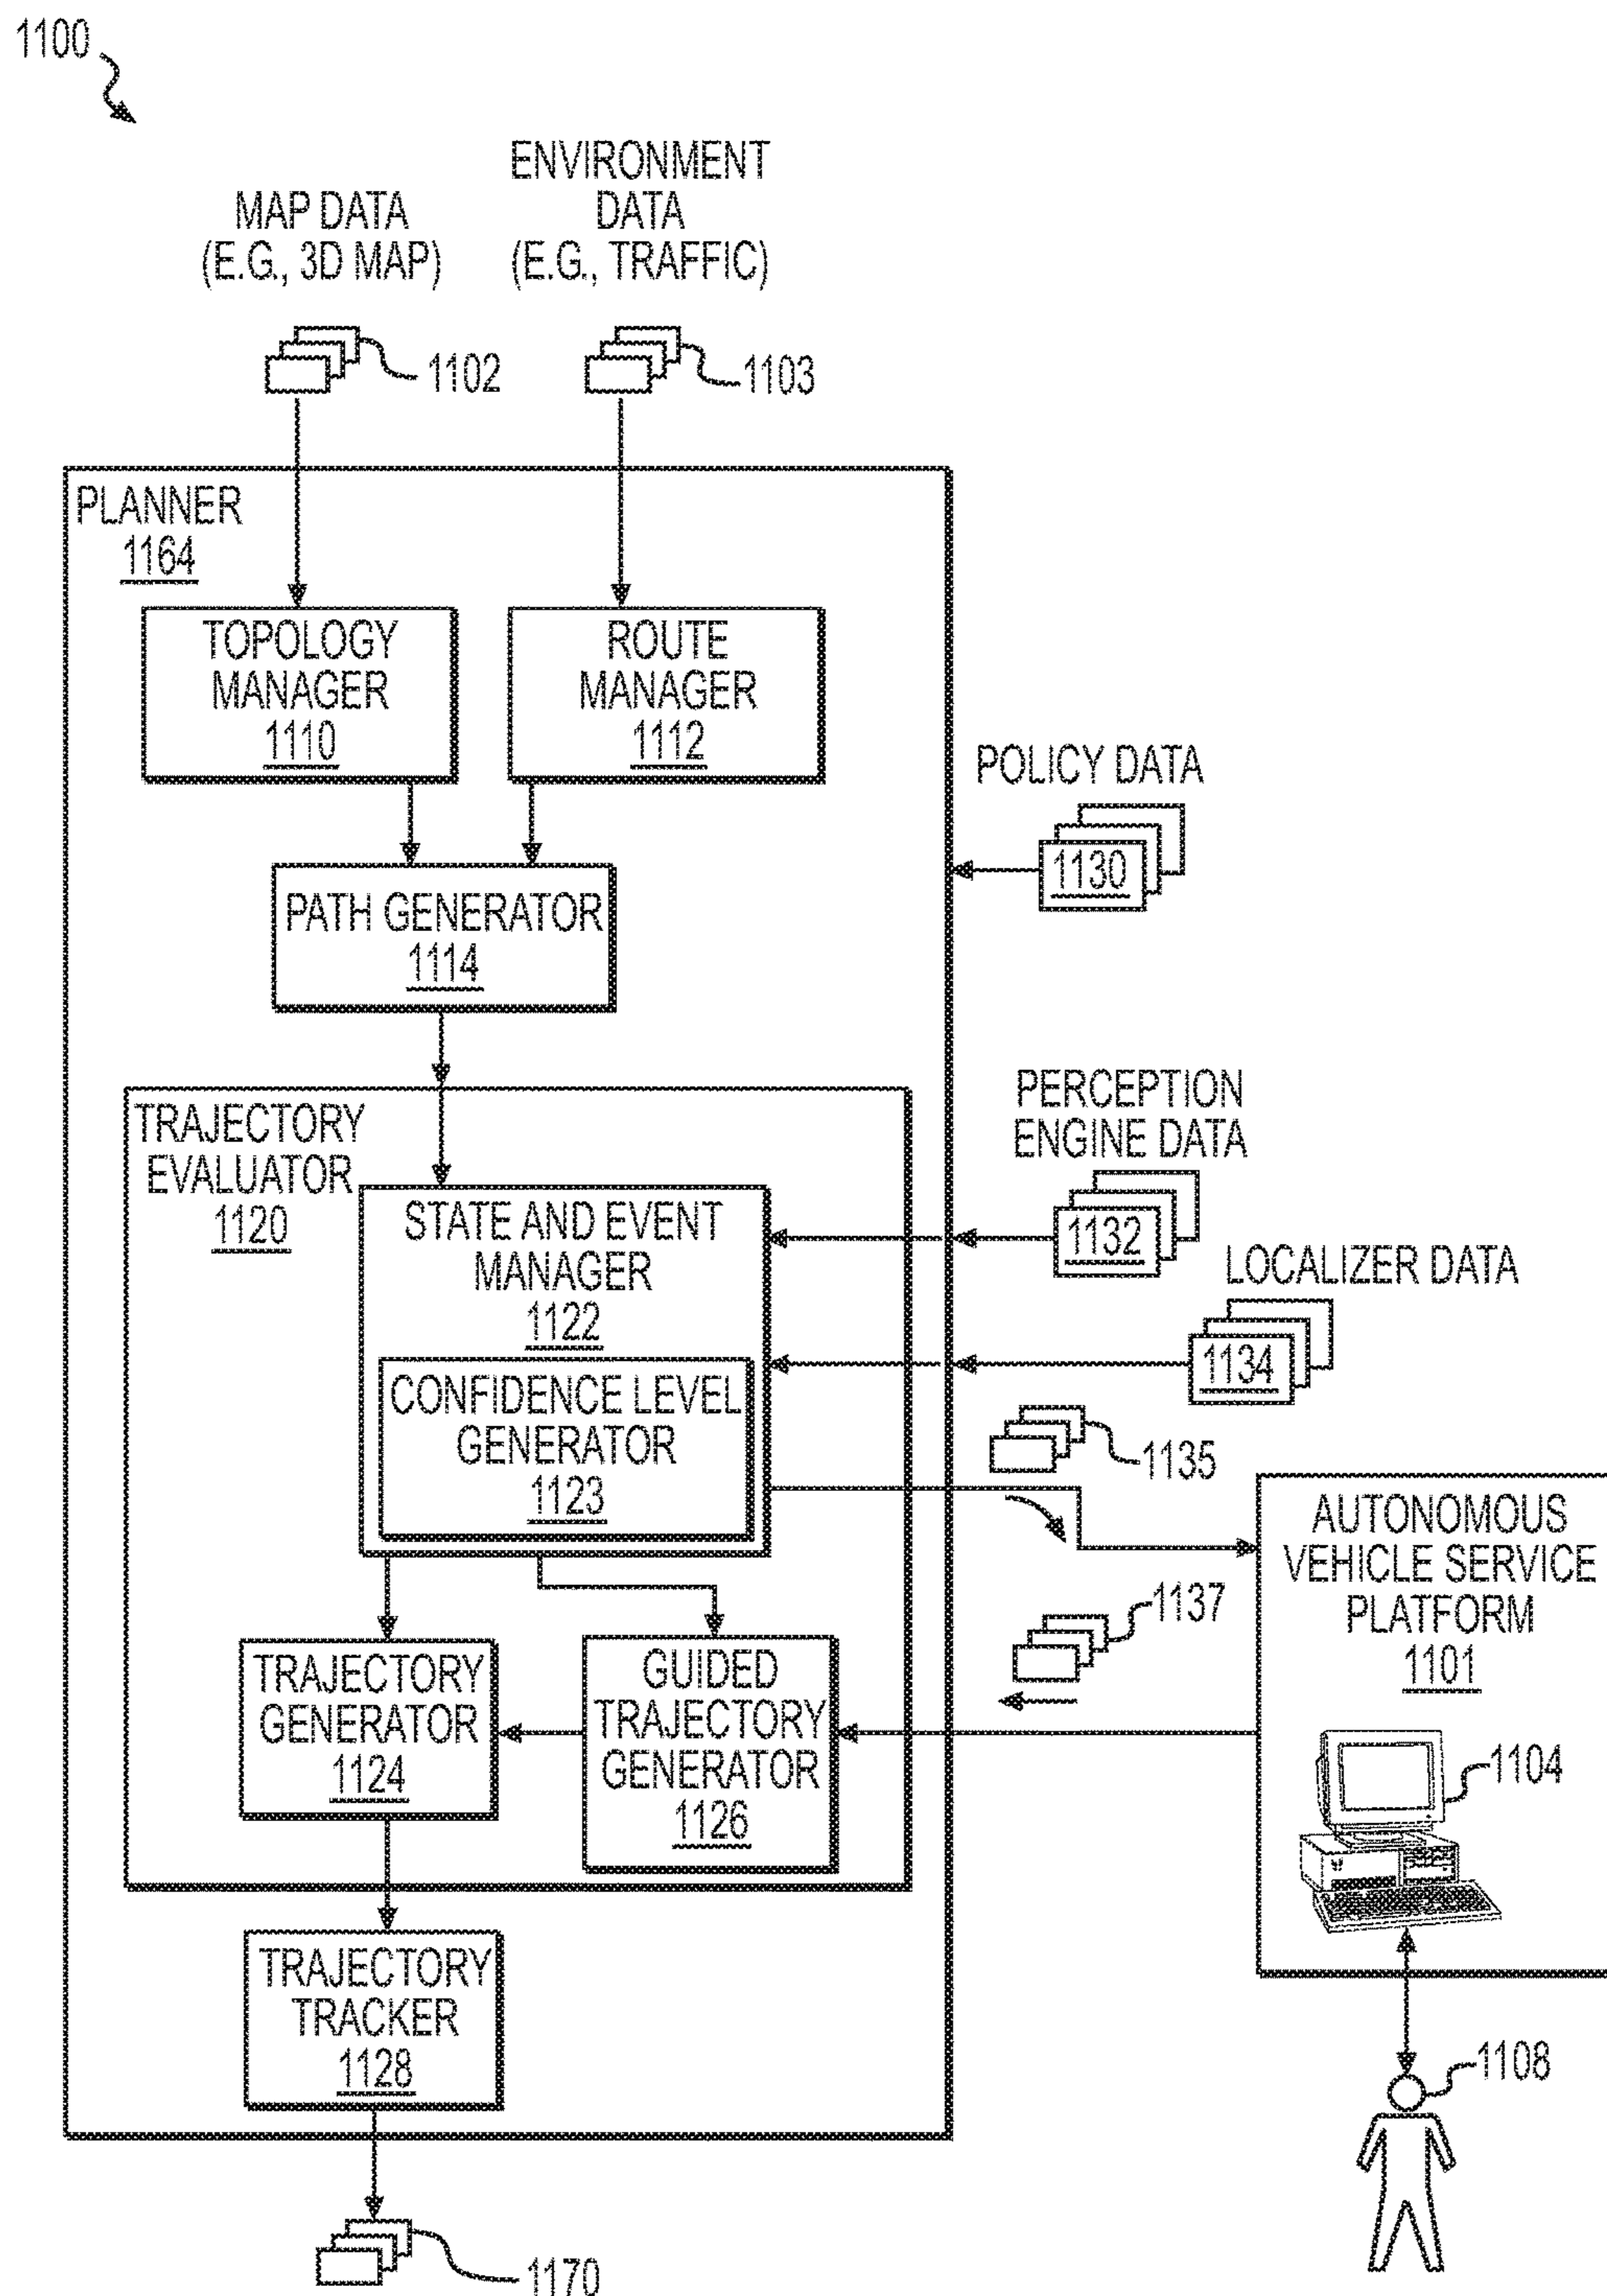 1100
MAP DATA
(E.G., 3D MAP)
ENVIRONMENT
DATA
(E.G., TRAFFIC)
1102
1103
PLANNER
1164
TOPOLOGY
MANAGER
1110
ROUTE
MANAGER
1112
POLICY DATA
1130
PATH GENERATOR
1114
TRAJECTORY
EVALUATOR
1120
PERCEPTION
ENGINE DATA
1132
STATE AND EVENT
MANAGER
1122
LOCALIZER DATA
1134
CONFIDENCE LEVEL
GENERATOR
1123
1135
AUTONOMOUS
VEHICLE SERVICE
PLATFORM
1101
1137
TRAJECTORY
GENERATOR
1124
GUIDED
TRAJECTORY
GENERATOR
1126
1104
TRAJECTORY
TRACKER
1128
1108
1170